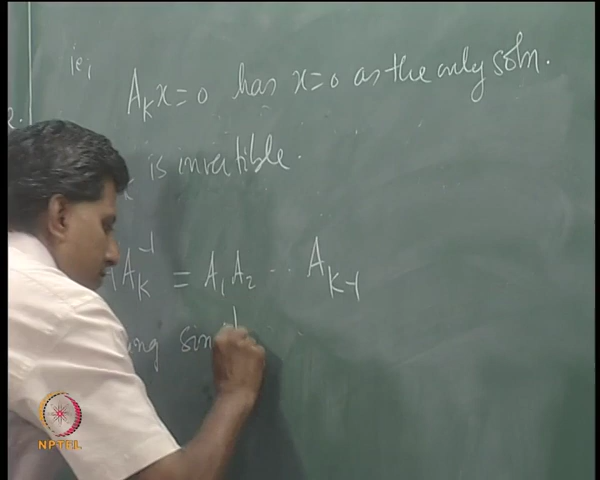 ie,
A_K x = 0 has x = 0 as the only soln.
is invertible.
A_K^{-1} = A_1 A_2 ... A_{K-1}
NPTEL